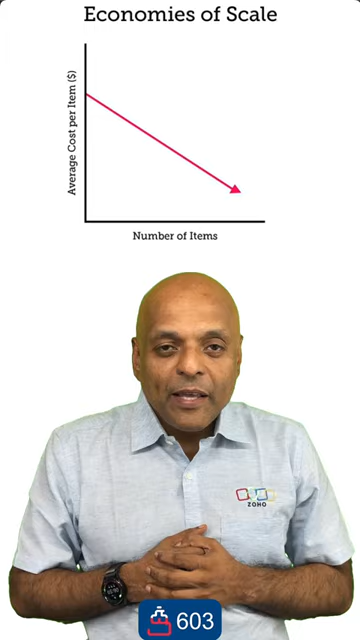 Economies of Scale
Average Cost per Item ($)
Number of Items
ZOHO
603